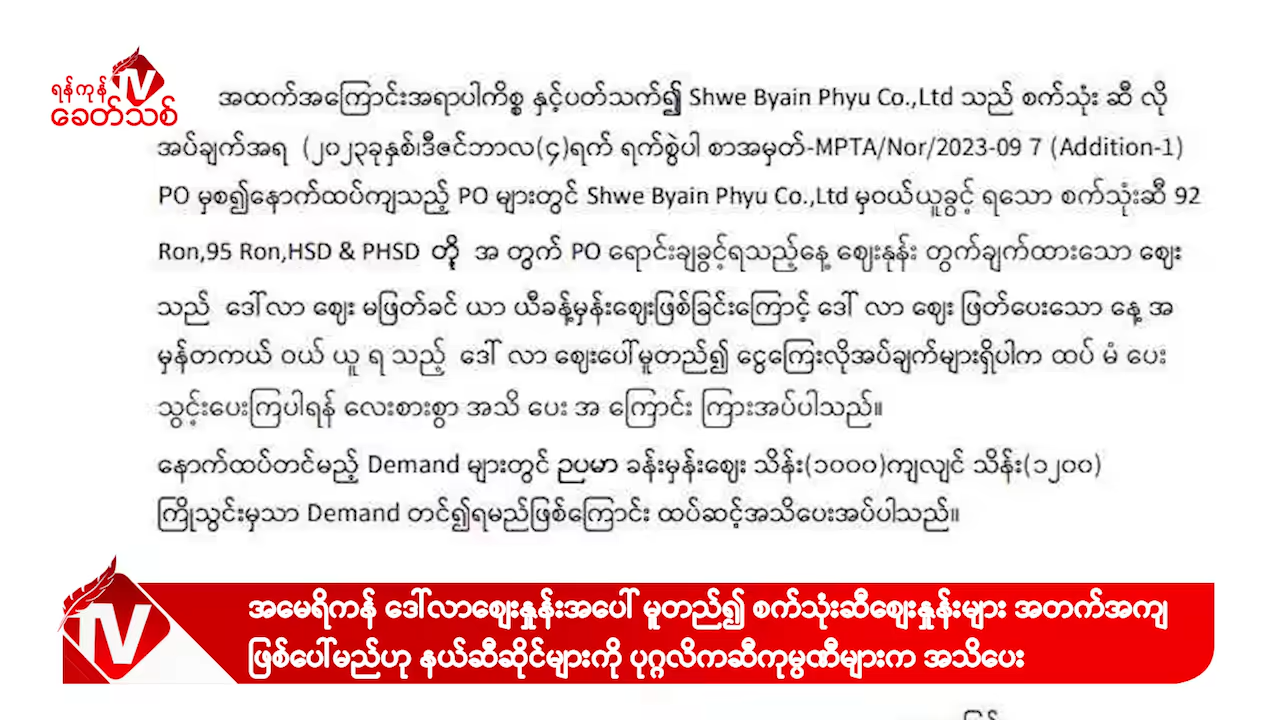 TV
ရန်ကုန်
ခေတ်သစ်
အထက်အကြောင်းအရာပါကိစ္စ နှင့်ပတ်သက်၍ Shwe Byain Phyu Co.,Ltd သည် စက်သုံး ဆီ လို
အပ်ချက်အရ (၂၀၂၃ခုနှစ်၊ဒီဇင်ဘာလ(၄)ရက် ရက်စွဲပါ စာအမှတ်-MPTA/Nor/2023-09 7 (Addition-1)
PO မှစ၍နောက်ထပ်ကျသည့် PO များတွင် Shwe Byain Phyu Co.,Ltd မှဝယ်ယူခွင့် ရသော စက်သုံးဆီ 92
Ron,95 Ron,HSD & PHSD တို့ အ တွက် PO ရောင်းချခွင့်ရသည့်နေ့ ဈေးနုန်း တွက်ချက်ထားသော ဈေး
သည် ဒေါ်လာ ဈေး မဖြတ်ခင် ယာ ယီခန့်မှန်းဈေးဖြစ်ခြင်းကြောင့် ဒေါ် လာ ဈေး ဖြတ်ပေးသော နေ့ အ
မှန်တကယ် ဝယ် ယူ ရ သည့် ဒေါ် လာ ဈေးပေါ်မူတည်၍ ငွေကြေးလိုအပ်ချက်များရှိပါက ထပ် မံ ပေး
သွင်းပေးကြပါရန် လေးစားစွာ အသိ ပေး အ ကြောင်း ကြားအပ်ပါသည်။
နောက်ထပ်တင်မည့် Demand များတွင် ဥပမာ ခန်းမှန်းဈေး သိန်း(၁၀၀၀)ကျလျင် သိန်း(၁၂၀၀)
ကြိုသွင်းမှသာ Demand တင်၍ရမည်ဖြစ်ကြောင်း ထပ်ဆင့်အသိပေးအပ်ပါသည်။
TV
အမေရိကန် ဒေါ်လာဈေးနှုန်းအပေါ် မူတည်၍ စက်သုံးဆီဈေးနှုန်းများ အတက်အကျ
ဖြစ်ပေါ်မည်ဟု နယ်ဆီဆိုင်များကို ပုဂ္ဂလိကဆီကုမ္ပဏီများက အသိပေး